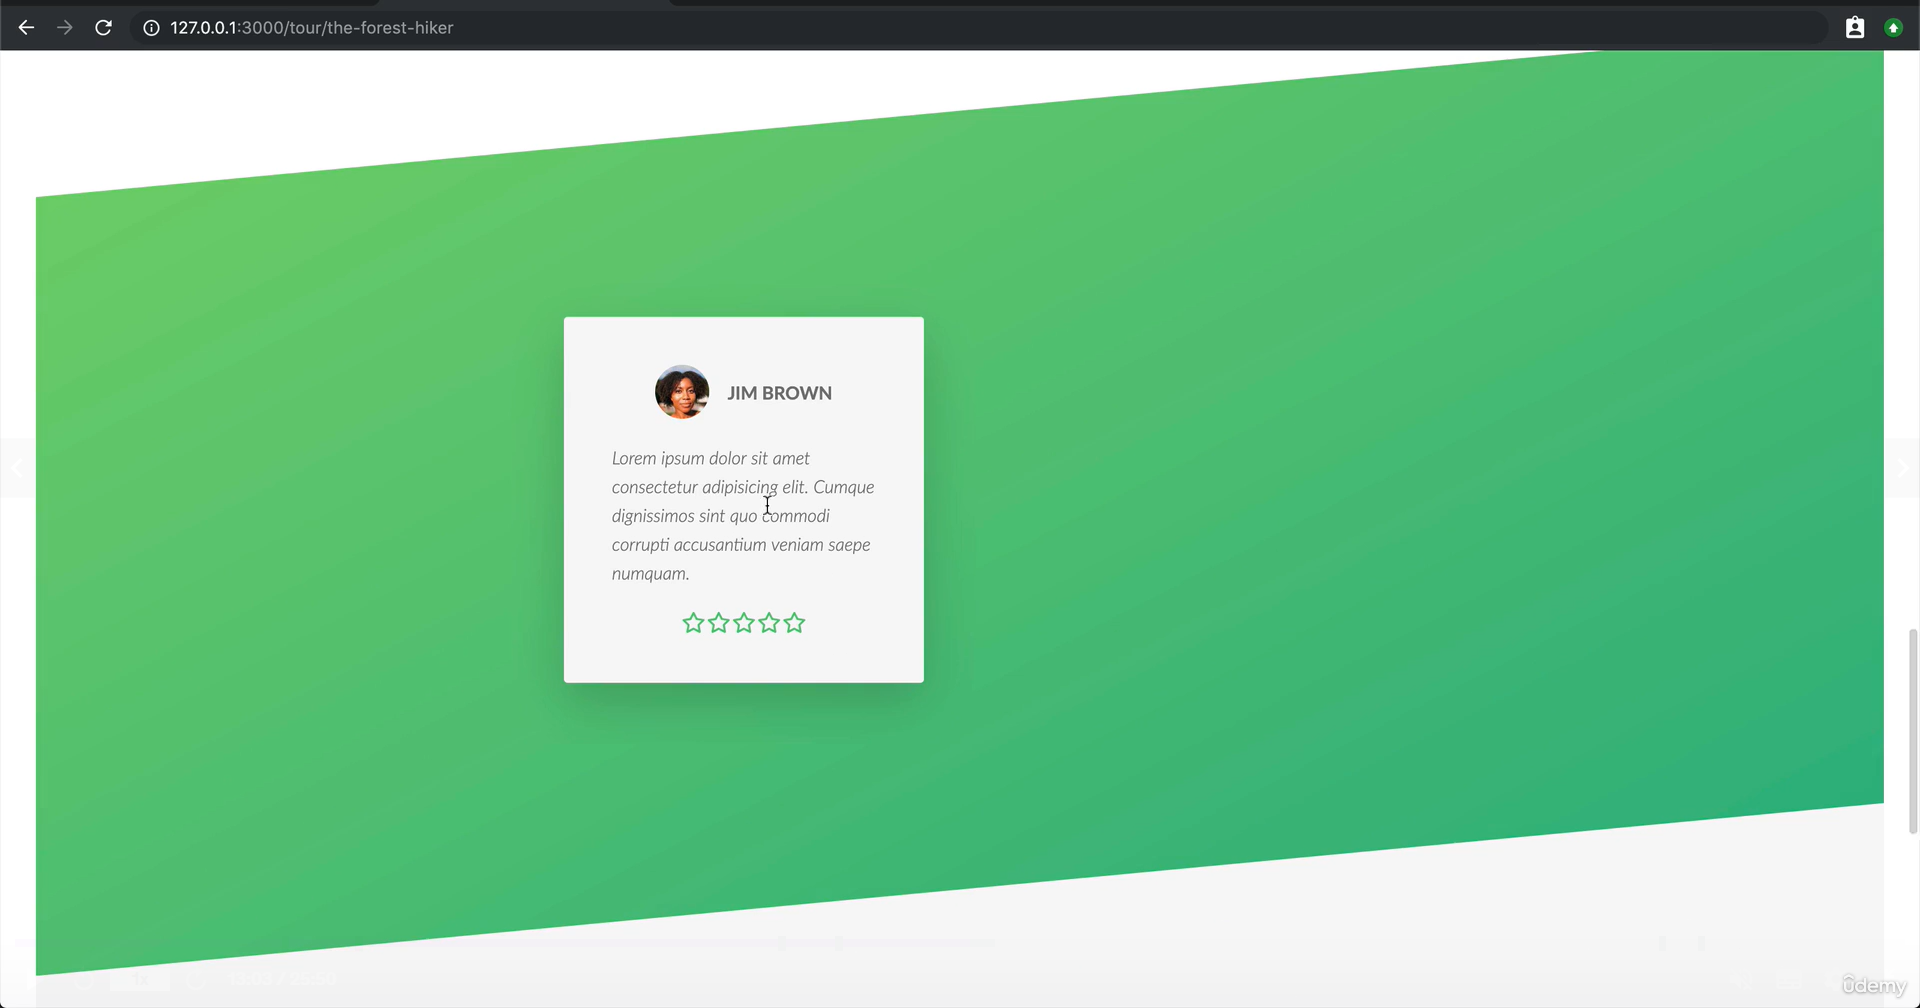 127.0.0.1:3000/tour/the-forest-hiker
JIM BROWN
Lorem ipsum dolor sit amet
consectetur adipisicing elit. Cumque
dignissimos sint quo commodi
corrupti accusantium veniam saepe
numquam.
ûdemy